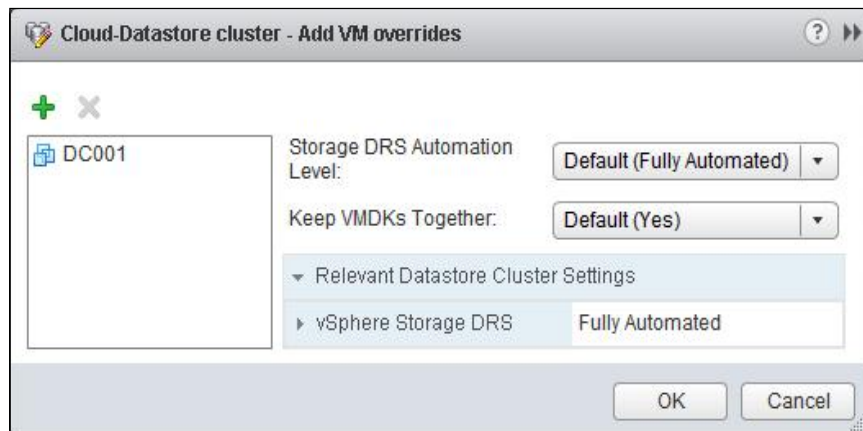 Cloud-Datastore cluster - Add VM overrides
?
DC001
Storage DRS Automation
Level:
Default (Fully Automated)
Keep VMDKs Together:
Default (Yes)
Relevant Datastore Cluster Settings
vSphere Storage DRS
Fully Automated
OK
Cancel